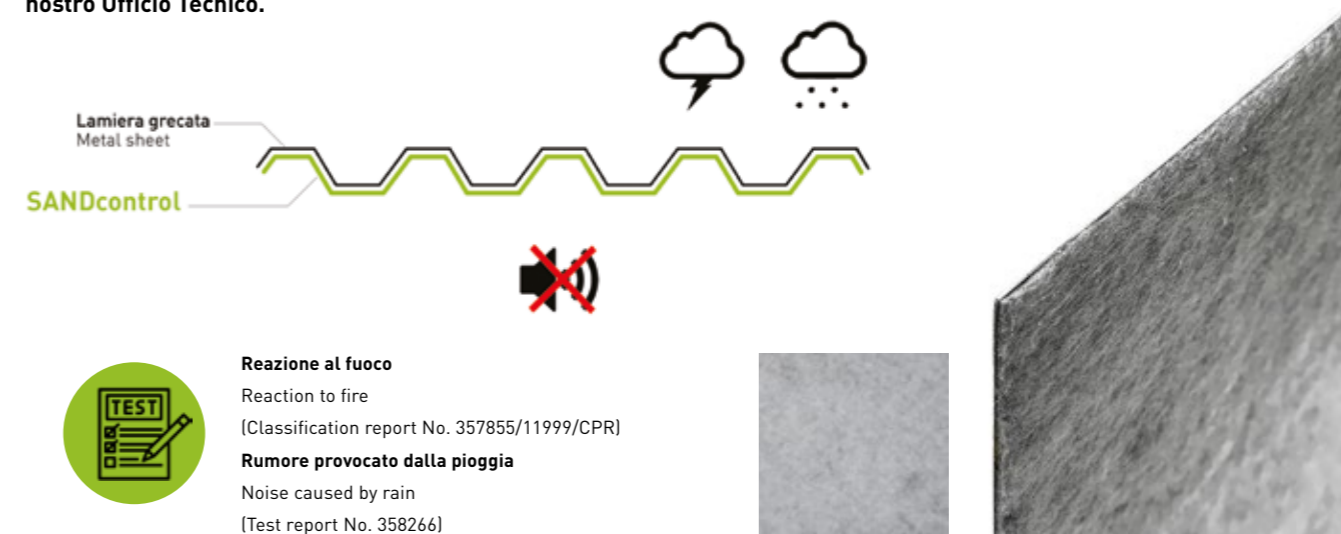 nostro Ufficio Tecnico.
Lamiera grecata
Metal sheet
SANDcontrol
TEST
Reazione al fuoco
Reaction to fire
(Classification report No. 357855/11999/CPR)
Rumore provocato dalla pioggia
Noise caused by rain
(Test report No. 358266)